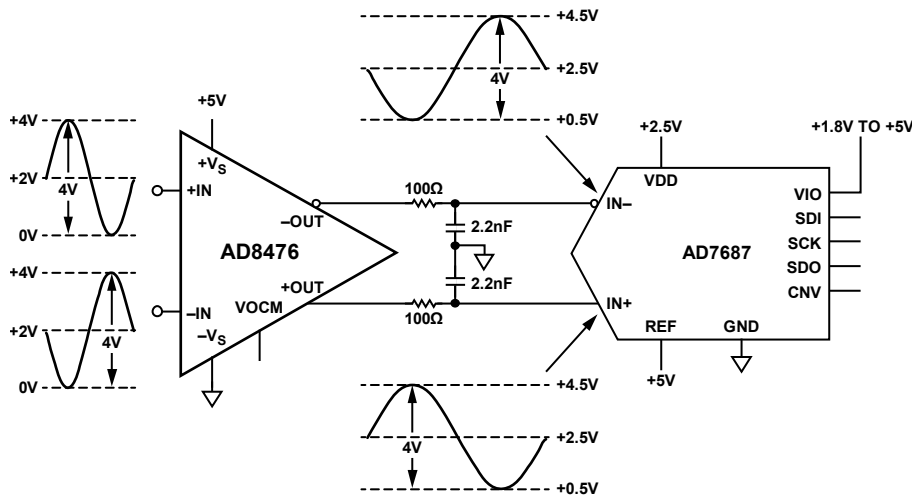 +4.5V
+2.5V
4V
+0.5V
+5V
+4V
+2V
4V
0V
+VS
+IN
–OUT
AD8476
+OUT
VOCM
–IN
–VS
+4V
+2V
4V
0V
100Ω
2.2nF
2.2nF
100Ω
+2.5V
+1.8V TO +5V
VDD
IN–
VIO
SDI
AD7687
SCK
SDO
CNV
IN+
REF
GND
+5V
+4.5V
4V
+2.5V
+0.5V